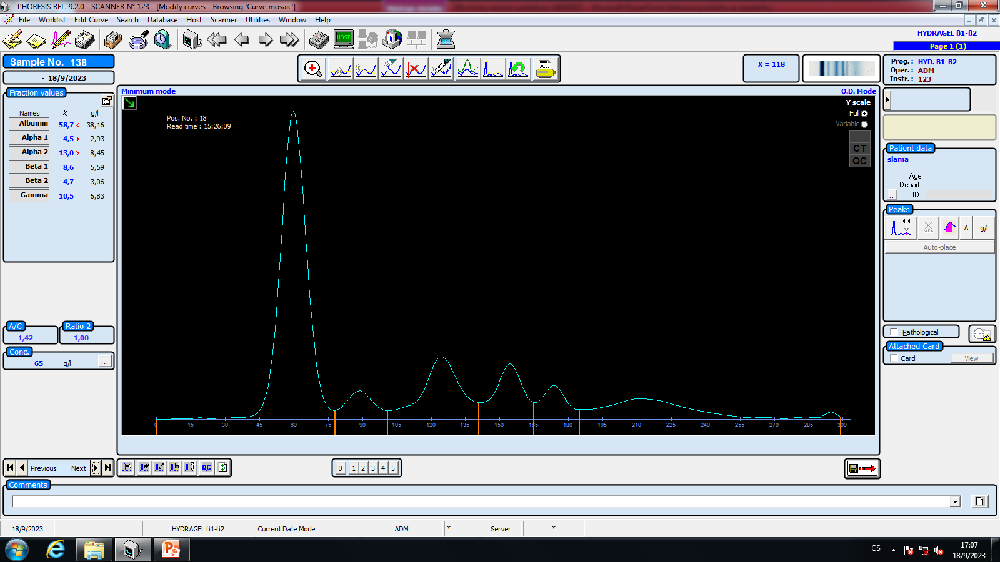 PHORESIS REL. 9.2.0 - SCANNER N° 123 - [Modify curves - Browsing 'Curve mosaic']
File Worklist Edit Curve Search Database Host Scanner Utilities Window Help
HOST
HYDRAGEL ß1-ß2
Page 1 (1)
Sample No. 138
- 18/9/2023
X = 118
Prog.: HYD. B1-B2
Oper.: ADM
Instr.: 123
Fraction values
Names % g/l
Albumin 58,7 < 38,16
Alpha 1 4,5 > 2,93
Alpha 2 13,0 > 8,45
Beta 1 8,6 5,59
Beta 2 4,7 3,06
Gamma 10,5 6,83
A/G
1,42
Ratio 2
1,00
Conc.
65 g/l ...
Minimum mode
O.D. Mode
Pos. No. : 18
Read time : 15:26:09
Y scale
Full
Variable
CT
QC
0 15 30 45 60 75 90 105 120 135 150 165 180 195 210 225 240 255 270 285 300
Patient data
slama
Age:
Depart.:
.. ID :
Peaks
N.N
A g/l
Auto-place
Pathological
Attached Card
Card View
Previous Next
QC
0 1 2 3 4 5
Comments
18/9/2023 HYDRAGEL ß1-ß2 Current Date Mode ADM * Server *
CS
17:07
18/9/2023